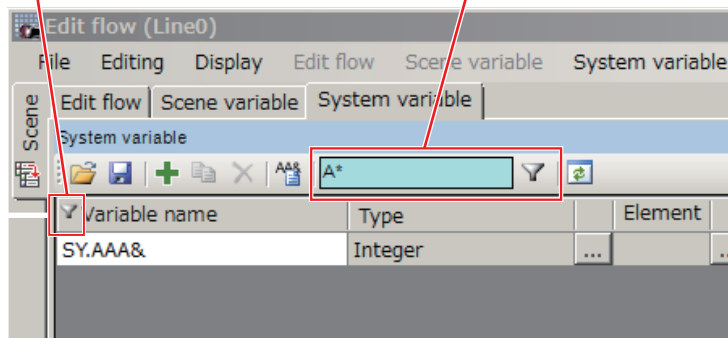 Edit flow (Line0)
File Editing Display Edit flow Scene variable System variable
Scene
Edit flow Scene variable System variable
System variable
AA& A*
Variable name Type Element
SY.AAA& Integer ... ...